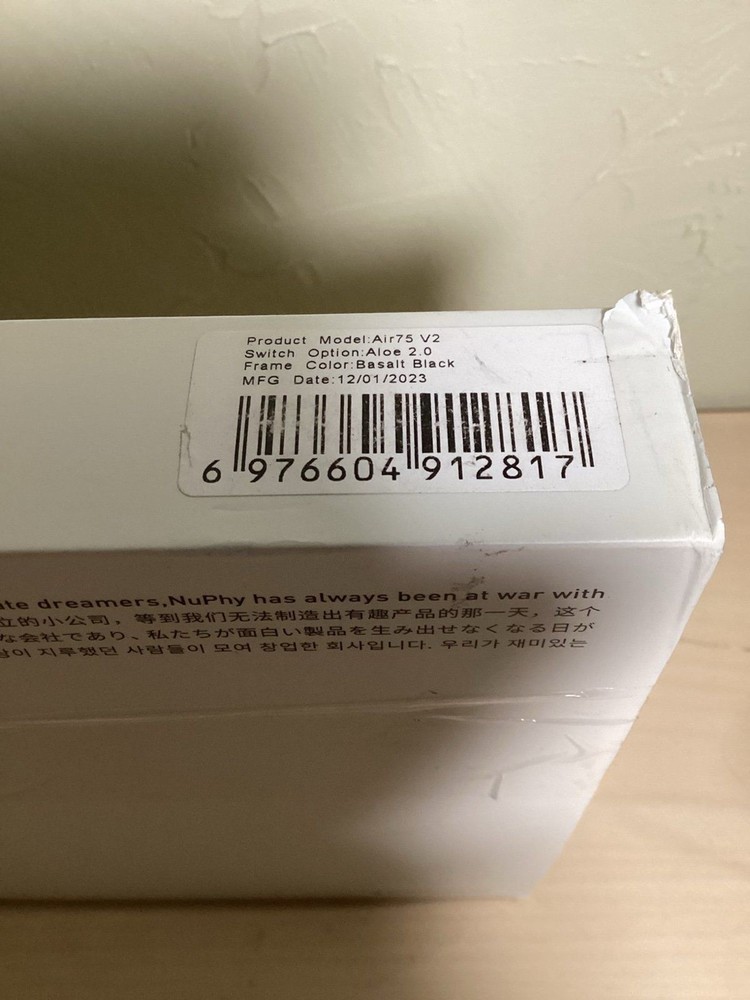 Product Model:Air75 V2
Switch Option:Aloe 2.0
Frame Color:Basalt Black
MFG Date:12/01/2023
6 976604 912817
ate dreamers,NuPhy has always been at war with
立的小公司，等到我们无法制造出有趣产品的那一天，这个
な会社であり、私たちが面白い製品を生み出せなくなる日が
이 지루했던 사람들이 모여 창업한 회사입니다. 우리가 재미있는